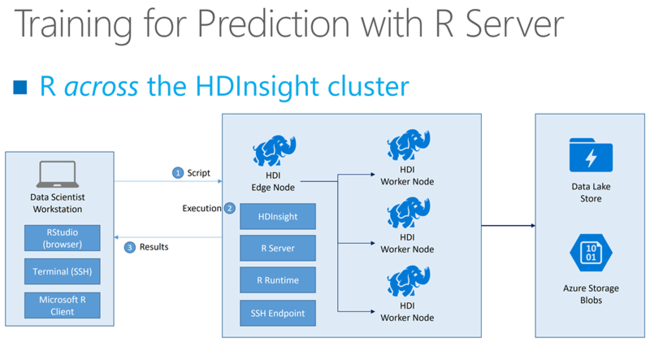 Training for Prediction with R Server
R across the HDInsight cluster
Data Scientist
Workstation
RStudio
(browser)
Terminal (SSH)
Microsoft R
Client
1 Script
Execution 2
3 Results
HDI
Edge Node
HDInsight
R Server
R Runtime
SSH Endpoint
HDI
Worker Node
HDI
Worker Node
HDI
Worker Node
Data Lake
Store
10
01
Azure Storage
Blobs